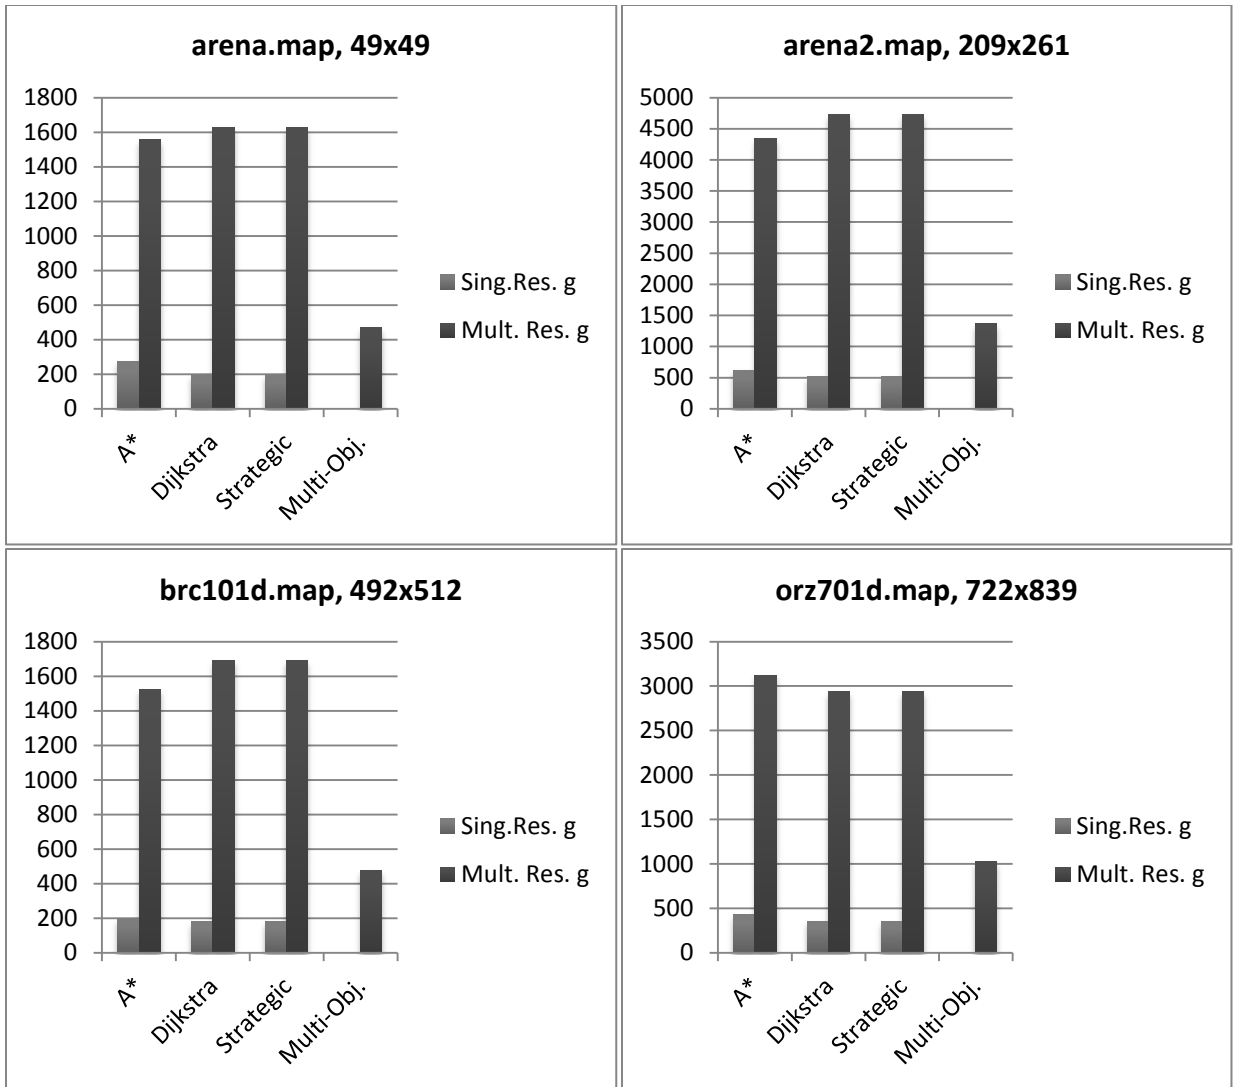 arena.map, 49x49
1800
1600
1400
1200
1000
800
600
400
200
0
A*
Dijkstra
Strategic
Multi-Obj.
Sing.Res. g
Mult. Res. g
arena2.map, 209x261
5000
4500
4000
3500
3000
2500
2000
1500
1000
500
0
A*
Dijkstra
Strategic
Multi-Obj.
Sing.Res. g
Mult. Res. g
brc101d.map, 492x512
1800
1600
1400
1200
1000
800
600
400
200
0
A*
Dijkstra
Strategic
Multi-Obj.
Sing.Res. g
Mult. Res. g
orz701d.map, 722x839
3500
3000
2500
2000
1500
1000
500
0
A*
Dijkstra
Strategic
Multi-Obj.
Sing.Res. g
Mult. Res. g